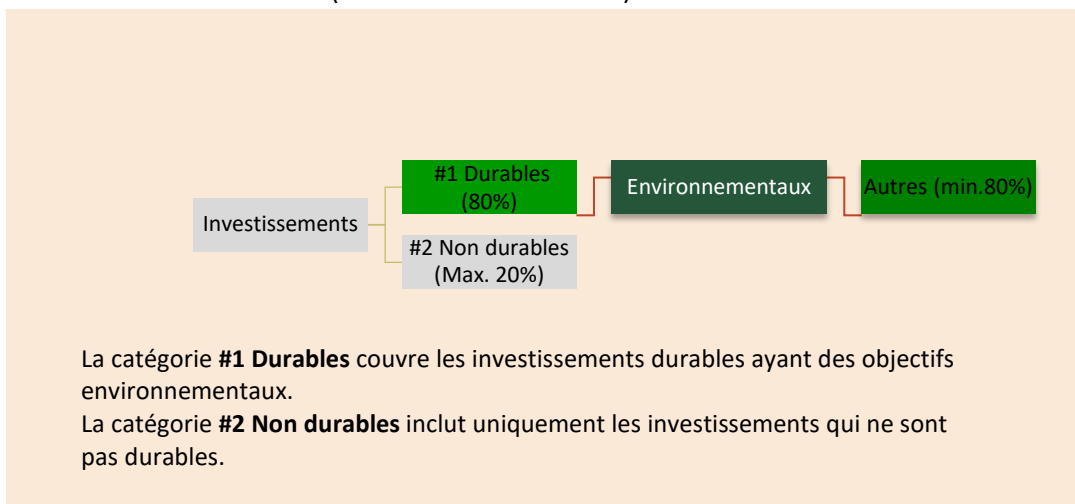 #1 Durables
(80%)
Environnementaux
Autres (min.80%)
Investissements
#2 Non durables
(Max. 20%)
La catégorie #1 Durables couvre les investissements durables ayant des objectifs
environnementaux.
La catégorie #2 Non durables inclut uniquement les investissements qui ne sont
pas durables.